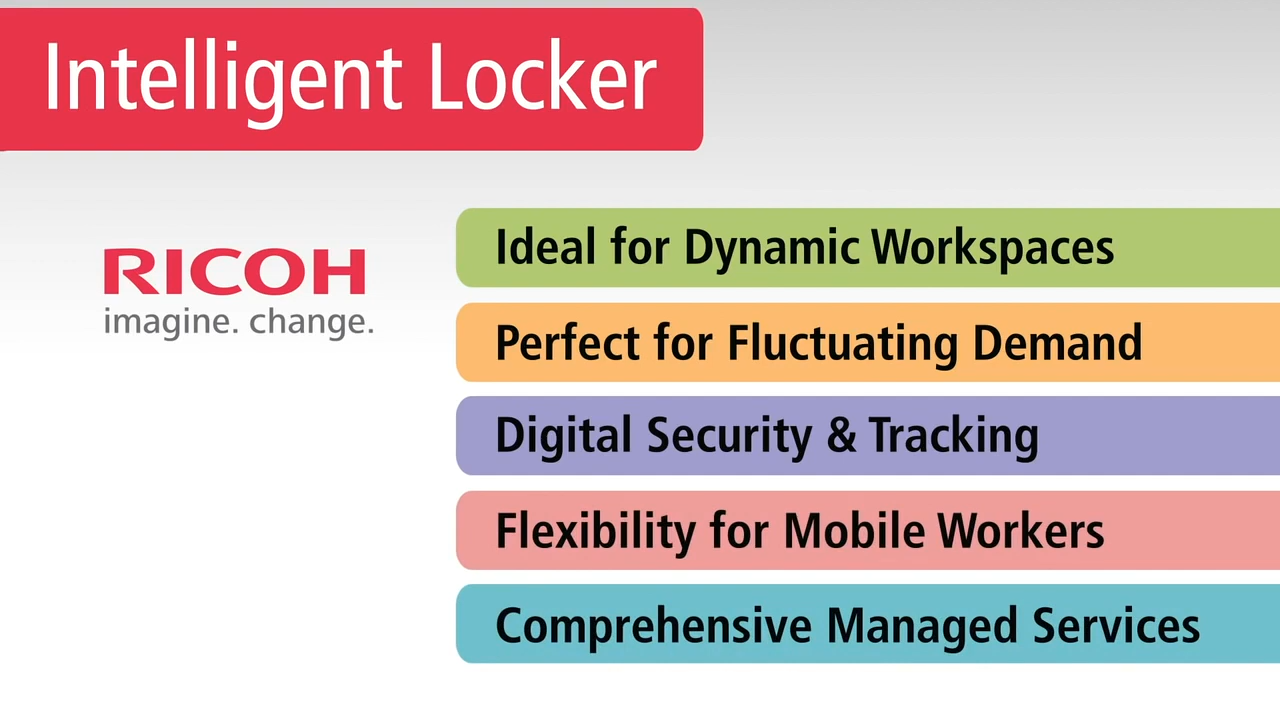 Intelligent Locker
RICOH
imagine. change.
Ideal for Dynamic Workspaces
Perfect for Fluctuating Demand
Digital Security & Tracking
Flexibility for Mobile Workers
Comprehensive Managed Services